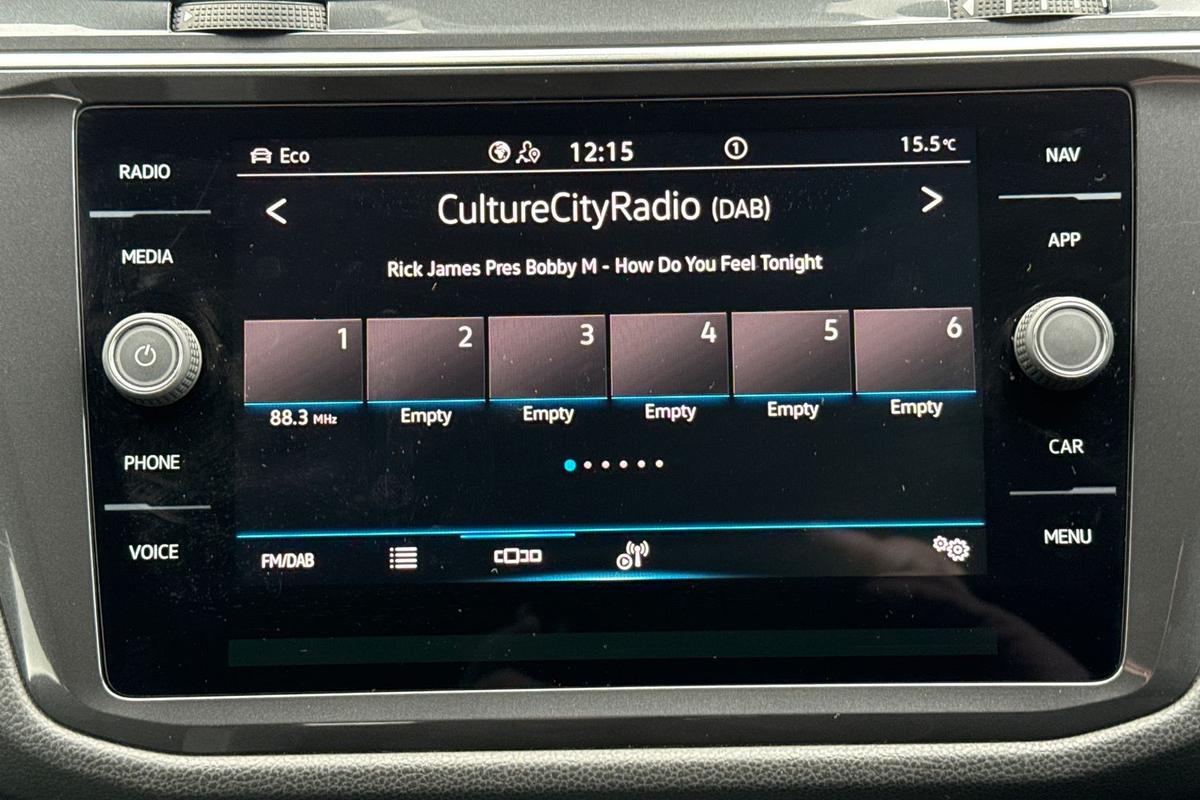 Eco 12:15 1 15.5°C
RADIO
NAV
< CultureCityRadio (DAB) >
MEDIA
APP
Rick James Pres Bobby M - How Do You Feel Tonight
1 2 3 4 5 6
88.3 MHz Empty Empty Empty Empty Empty
PHONE
CAR
VOICE
MENU
FM/DAB